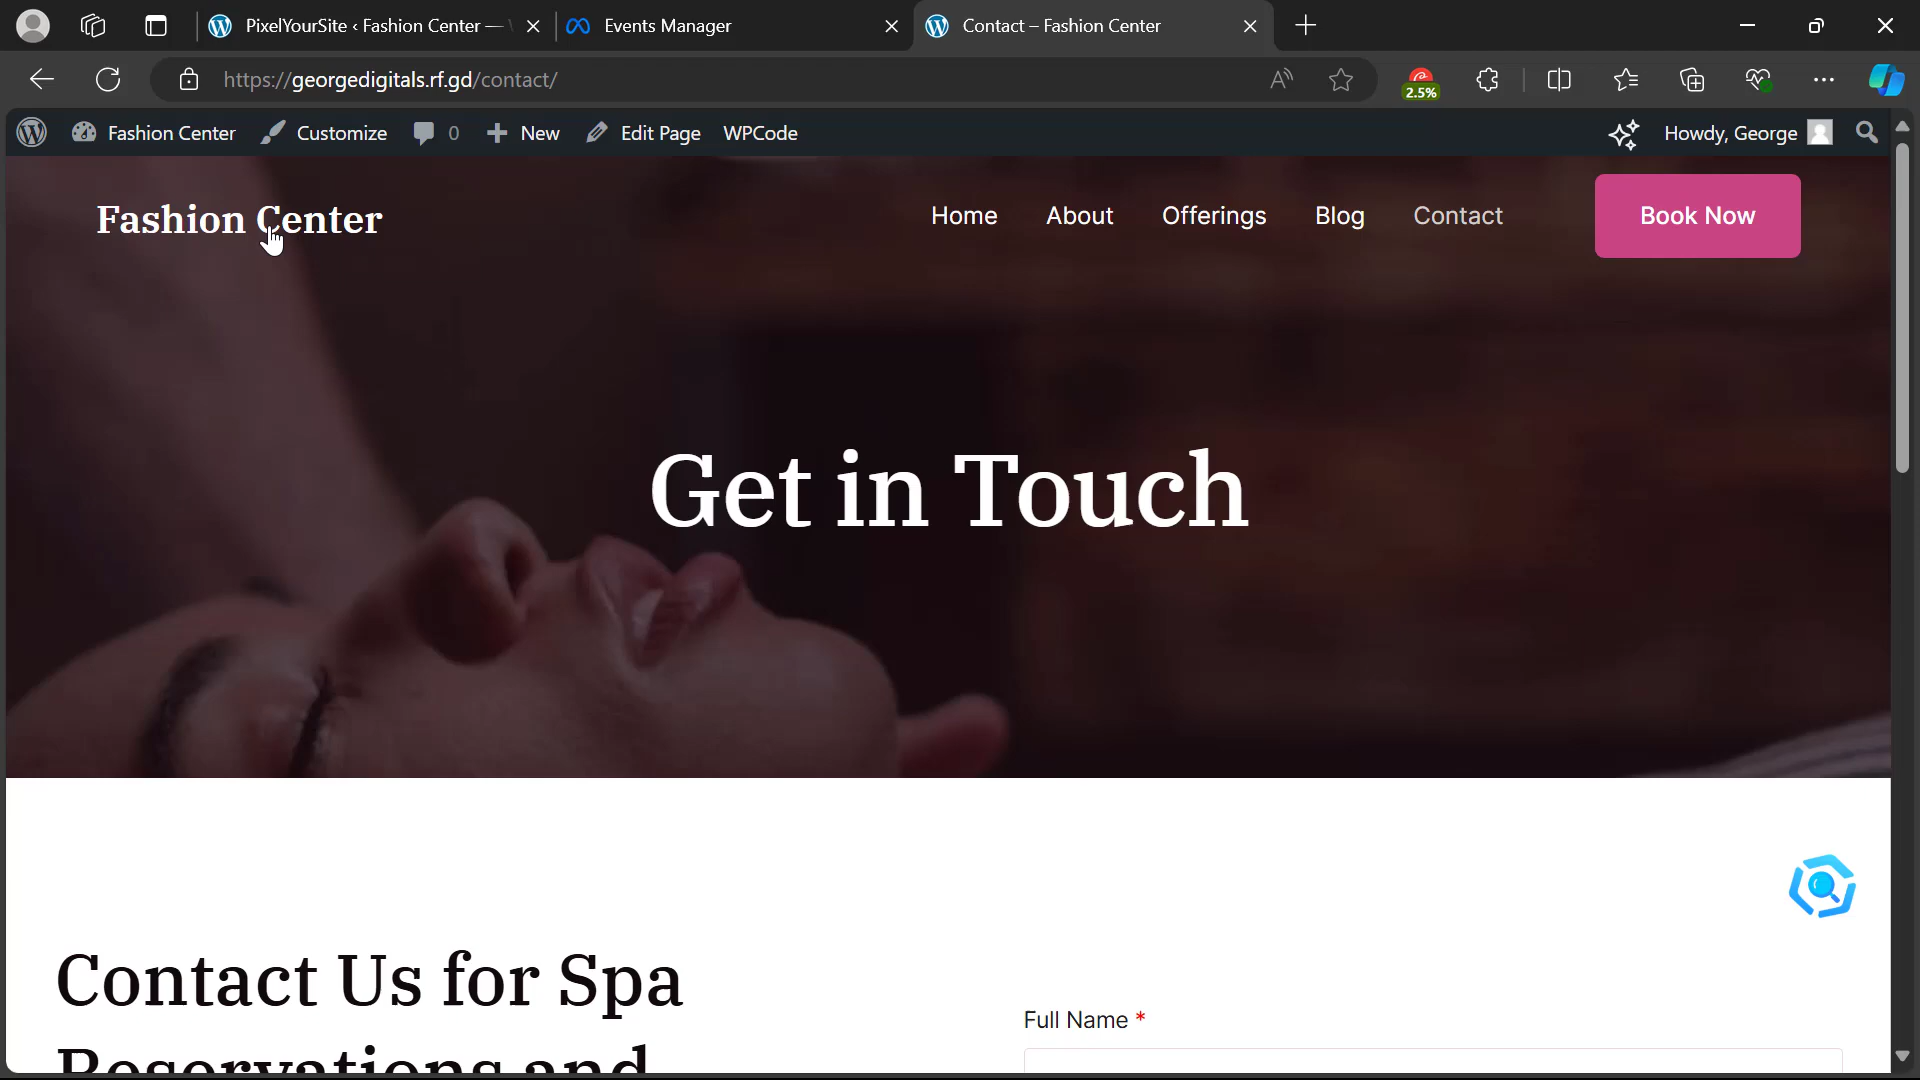 PixelYourSite ‹ Fashion Center —
Events Manager
Contact – Fashion Center
https://georgedigitals.rf.gd/contact/
2.5%
Fashion Center
Customize
0
New
Edit Page
WPCode
Howdy, George
Fashion Center
Home
About
Offerings
Blog
Contact
Book Now
Get in Touch
Contact Us for Spa
Reservations and
Full Name *